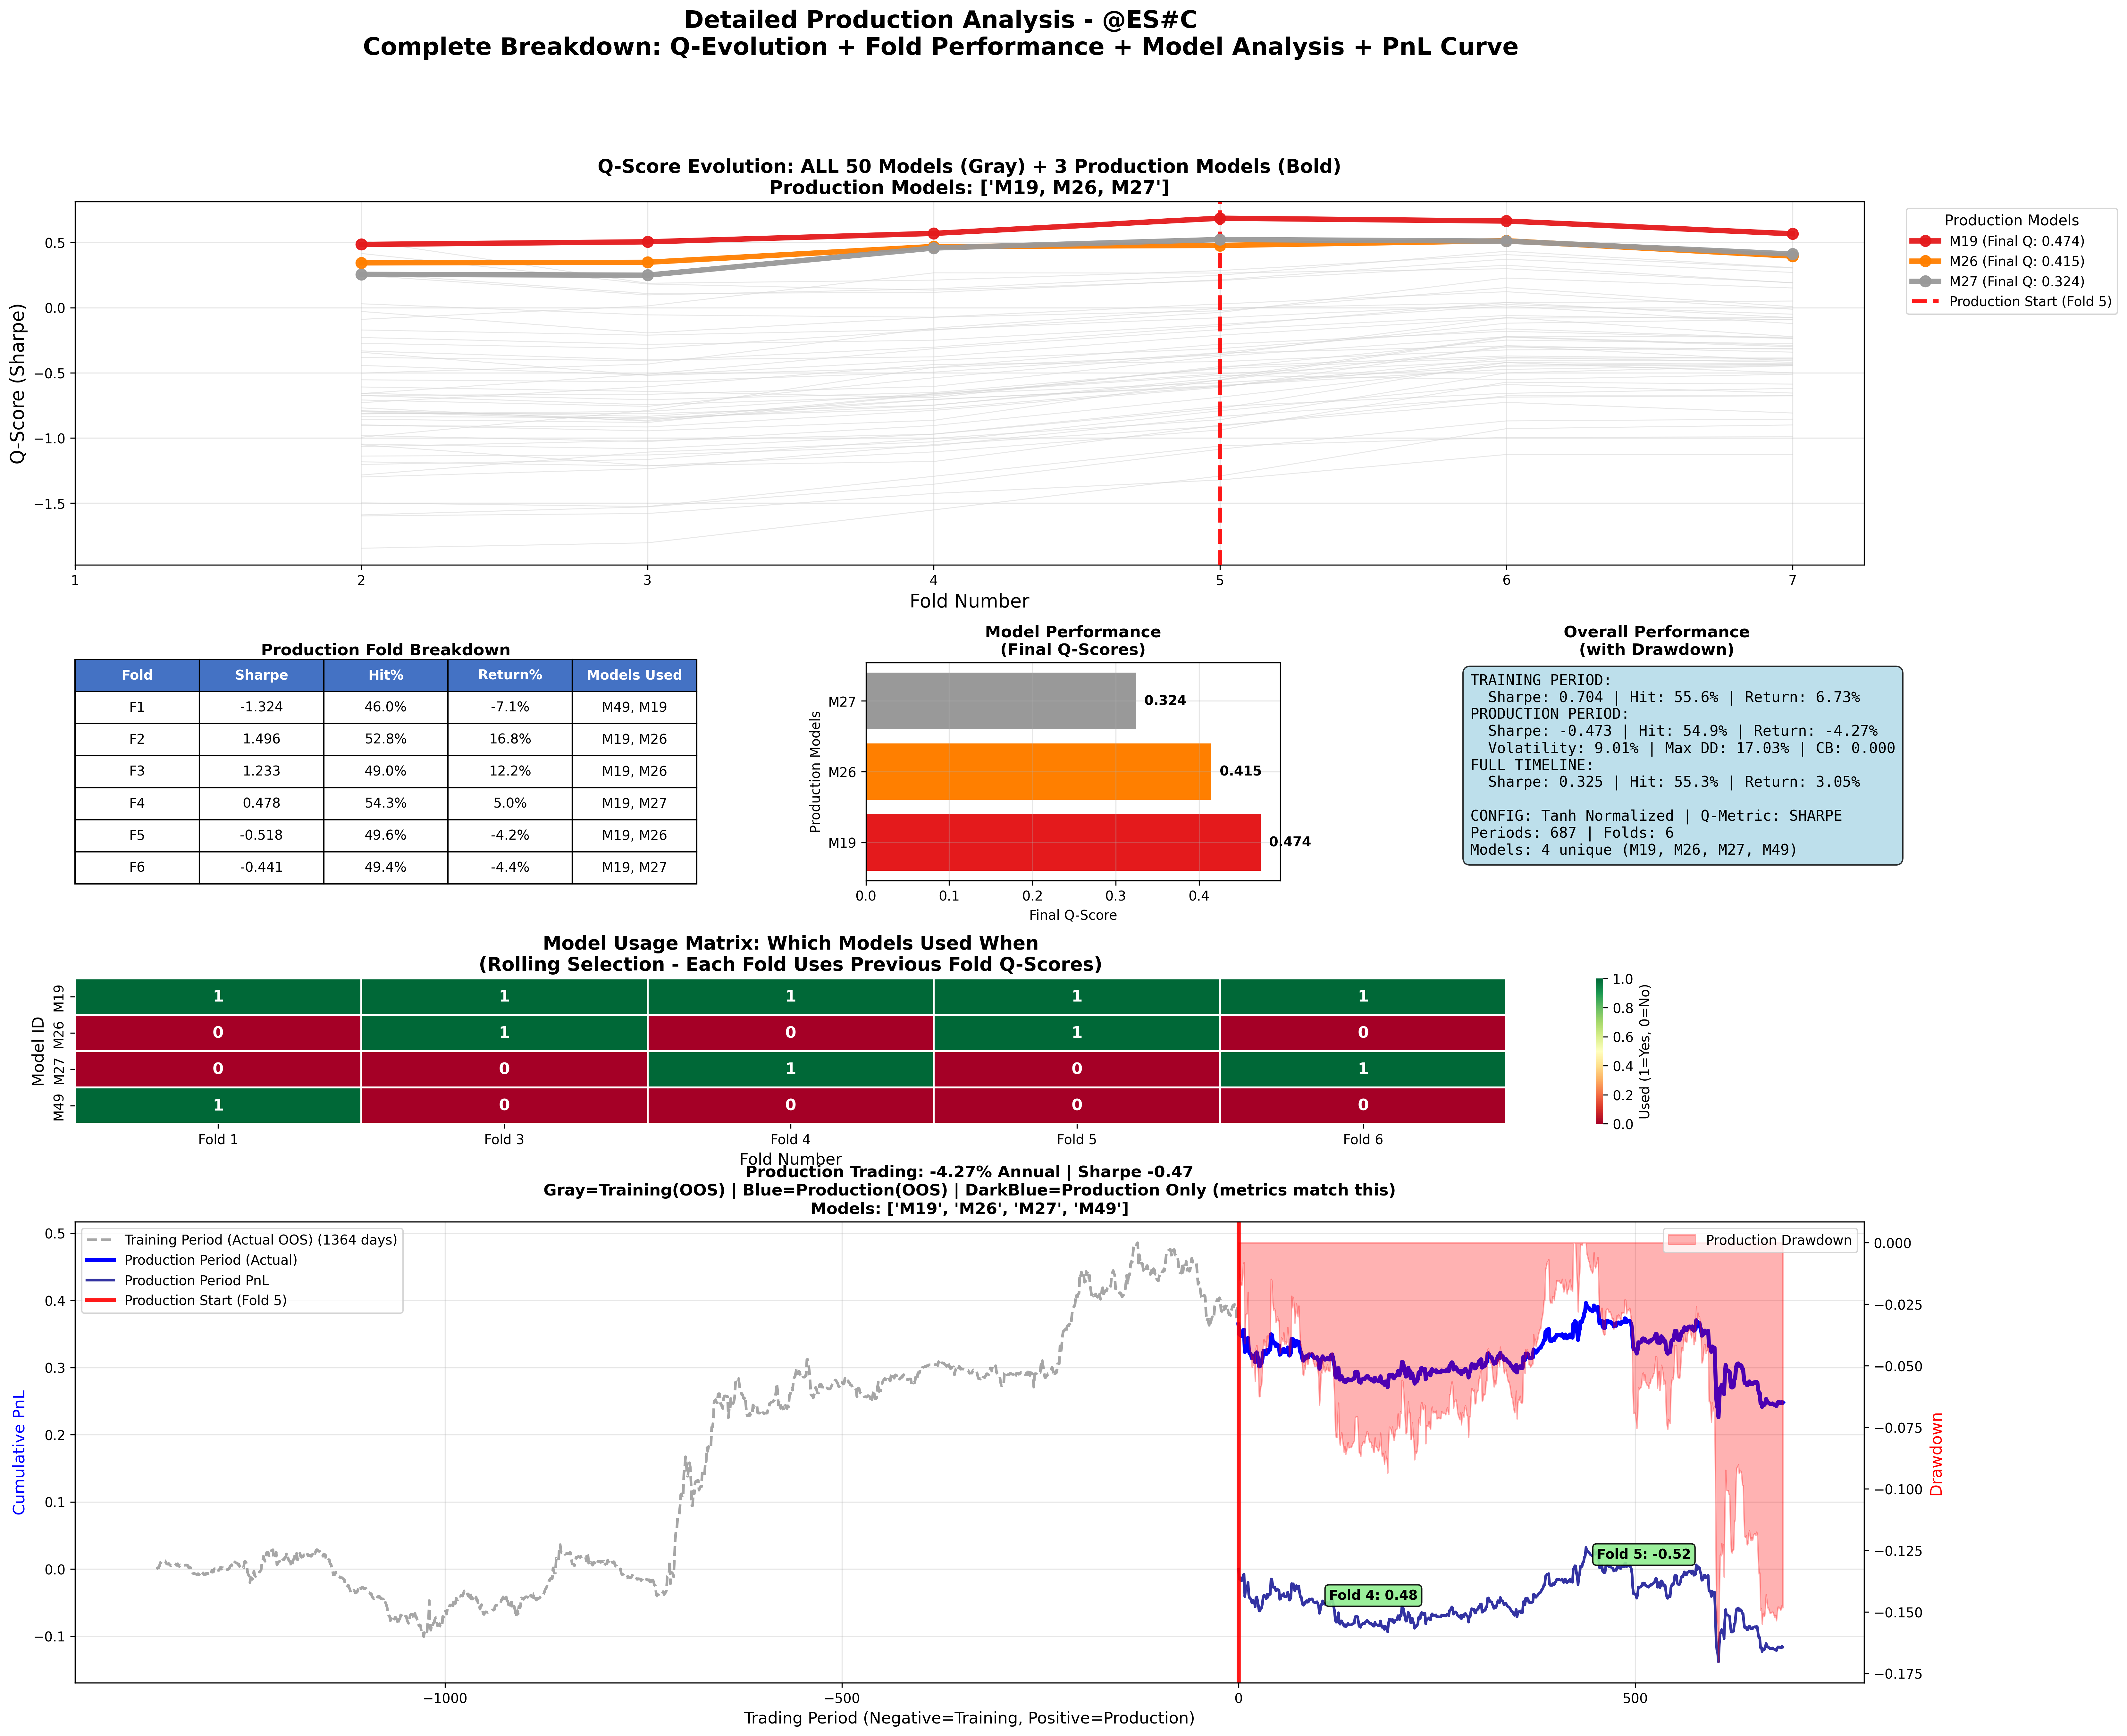 Detailed Production Analysis - @ES#C
Complete Breakdown: Q-Evolution + Fold Performance + Model Analysis + PnL Curve
Q-Score Evolution: ALL 50 Models (Gray) + 3 Production Models (Bold)
Production Models: ['M19, M26, M27']
Q-Score (Sharpe)
0.5
0.0
−0.5
−1.0
−1.5
1 2 3 4 5 6 7
Fold Number
Production Models
M19 (Final Q: 0.474)
M26 (Final Q: 0.415)
M27 (Final Q: 0.324)
Production Start (Fold 5)
Production Fold Breakdown
Fold Sharpe Hit% Return% Models Used
F1 -1.324 46.0% -7.1% M49, M19
F2 1.496 52.8% 16.8% M19, M26
F3 1.233 49.0% 12.2% M19, M26
F4 0.478 54.3% 5.0% M19, M27
F5 -0.518 49.6% -4.2% M19, M26
F6 -0.441 49.4% -4.4% M19, M27
Model Performance
(Final Q-Scores)
Production Models
M27 0.324
M26 0.415
M19 0.474
0.0 0.1 0.2 0.3 0.4
Final Q-Score
Overall Performance
(with Drawdown)
TRAINING PERIOD:
Sharpe: 0.704 | Hit: 55.6% | Return: 6.73%
PRODUCTION PERIOD:
Sharpe: -0.473 | Hit: 54.9% | Return: -4.27%
Volatility: 9.01% | Max DD: 17.03% | CB: 0.000
FULL TIMELINE:
Sharpe: 0.325 | Hit: 55.3% | Return: 3.05%
CONFIG: Tanh Normalized | Q-Metric: SHARPE
Periods: 687 | Folds: 6
Models: 4 unique (M19, M26, M27, M49)
Model Usage Matrix: Which Models Used When
(Rolling Selection - Each Fold Uses Previous Fold Q-Scores)
Model ID
M19 1 1 1 1 1
M26 0 1 0 1 0
M27 0 0 1 0 1
M49 1 0 0 0 0
Fold 1 Fold 3 Fold 4 Fold 5 Fold 6
Fold Number
1.0
0.8
0.6
0.4
0.2
0.0
Used (1=Yes, 0=No)
Production Trading: -4.27% Annual | Sharpe -0.47
Gray=Training(OOS) | Blue=Production(OOS) | DarkBlue=Production Only (metrics match this)
Models: ['M19', 'M26', 'M27', 'M49']
Training Period (Actual OOS) (1364 days)
Production Period (Actual)
Production Period PnL
Production Start (Fold 5)
Production Drawdown
Cumulative PnL
0.5
0.4
0.3
0.2
0.1
0.0
−0.1
Fold 4: 0.48
Fold 5: -0.52
0.000
−0.025
−0.050
−0.075
−0.100
−0.125
−0.150
−0.175
Drawdown
−1000 −500 0 500
Trading Period (Negative=Training, Positive=Production)